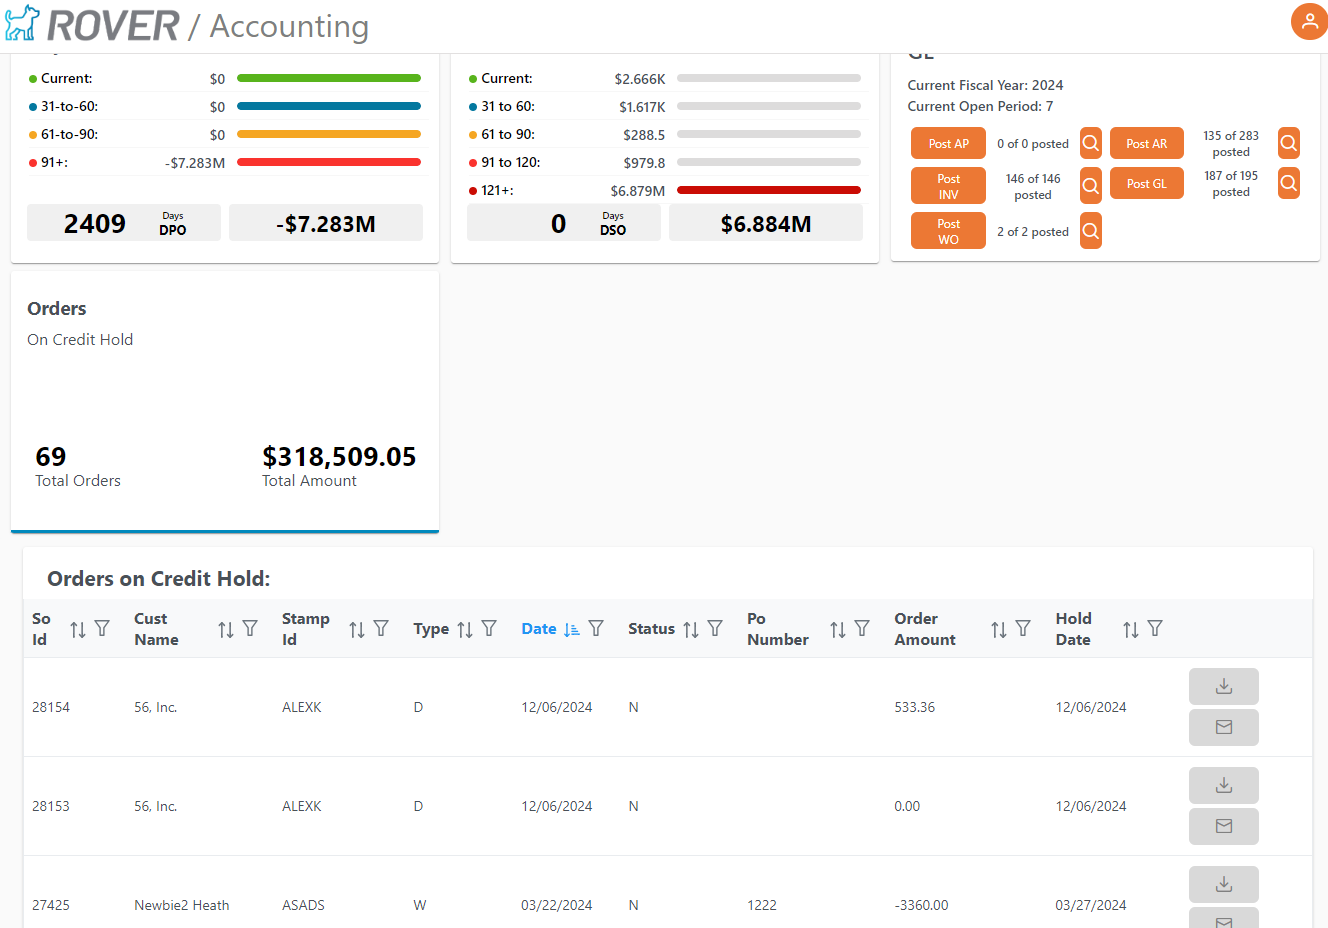 ROVER / Accounting
GL
Current: $0
31-to-60: $0
61-to-90: $0
91+: -$7.283M
2409 Days DPO -$7.283M
Current: $2.666K
31 to 60: $1.617K
61 to 90: $288.5
91 to 120: $979.8
121+: $6.879M
0 Days DSO $6.884M
Current Fiscal Year: 2024
Current Open Period: 7
Post AP 0 of 0 posted Post AR 135 of 283 posted
Post INV 146 of 146 posted Post GL 187 of 195 posted
Post WO 2 of 2 posted
Orders
On Credit Hold
69 $318,509.05
Total Orders Total Amount
Orders on Credit Hold:
So Id Cust Name Stamp Id Type Date Status Po Number Order Amount Hold Date
28154 56, Inc. ALEXK D 12/06/2024 N 533.36 12/06/2024
28153 56, Inc. ALEXK D 12/06/2024 N 0.00 12/06/2024
27425 Newbie2 Heath ASADS W 03/22/2024 N 1222 -3360.00 03/27/2024